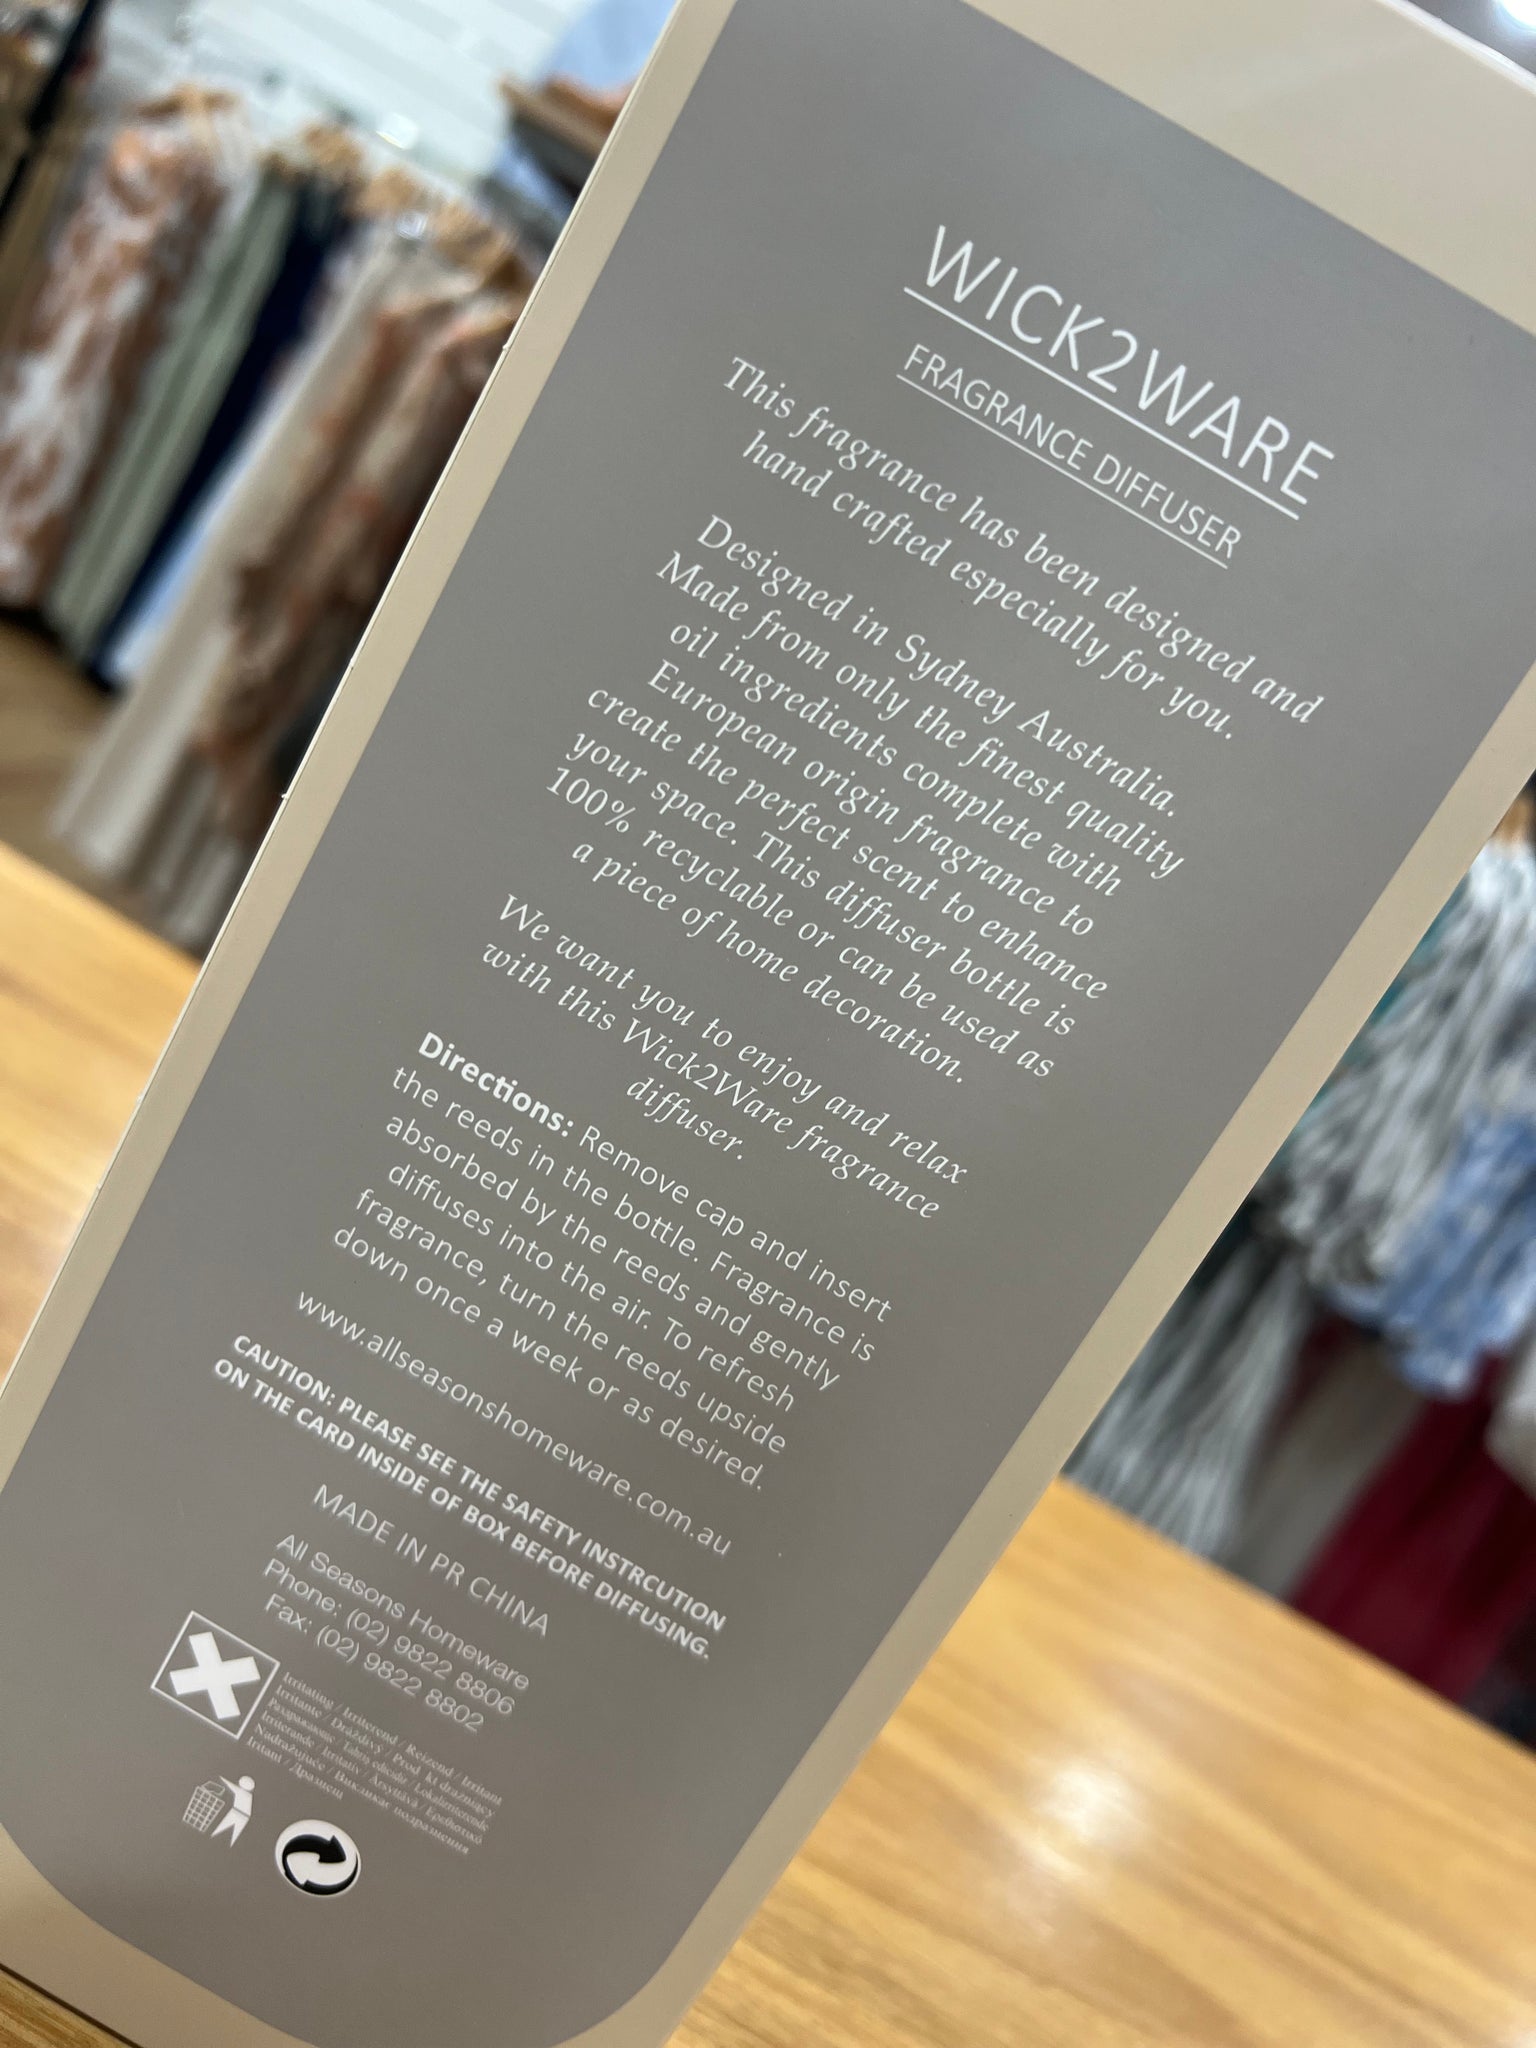 WICK2WARE
FRAGRANCE DIFFUSER
This fragrance has been designed and
hand crafted especially for you.
Designed in Sydney Australia.
Made from only the finest quality
oil ingredients complete with
European origin fragrance to
create the perfect scent to enhance
your space. This diffuser bottle is
100% recyclable or can be used as
a piece of home decoration.
We want you to enjoy and relax
with this Wick2Ware fragrance
diffuser.
Directions: Remove cap and insert
the reeds in the bottle. Fragrance is
absorbed by the reeds and gently
diffuses into the air. To refresh
fragrance, turn the reeds upside
down once a week or as desired.
www.allseasonshomeware.com.au
CAUTION: PLEASE SEE THE SAFETY INSTRCUTION
ON THE CARD INSIDE OF BOX BEFORE DIFFUSING.
MADE IN PR CHINA
All Seasons Homeware
Phone: (02) 9822 8806
Fax: (02) 9822 8802
Irritating / Irriterend / Reizend / Irritant
Irritante / Dráždivý /